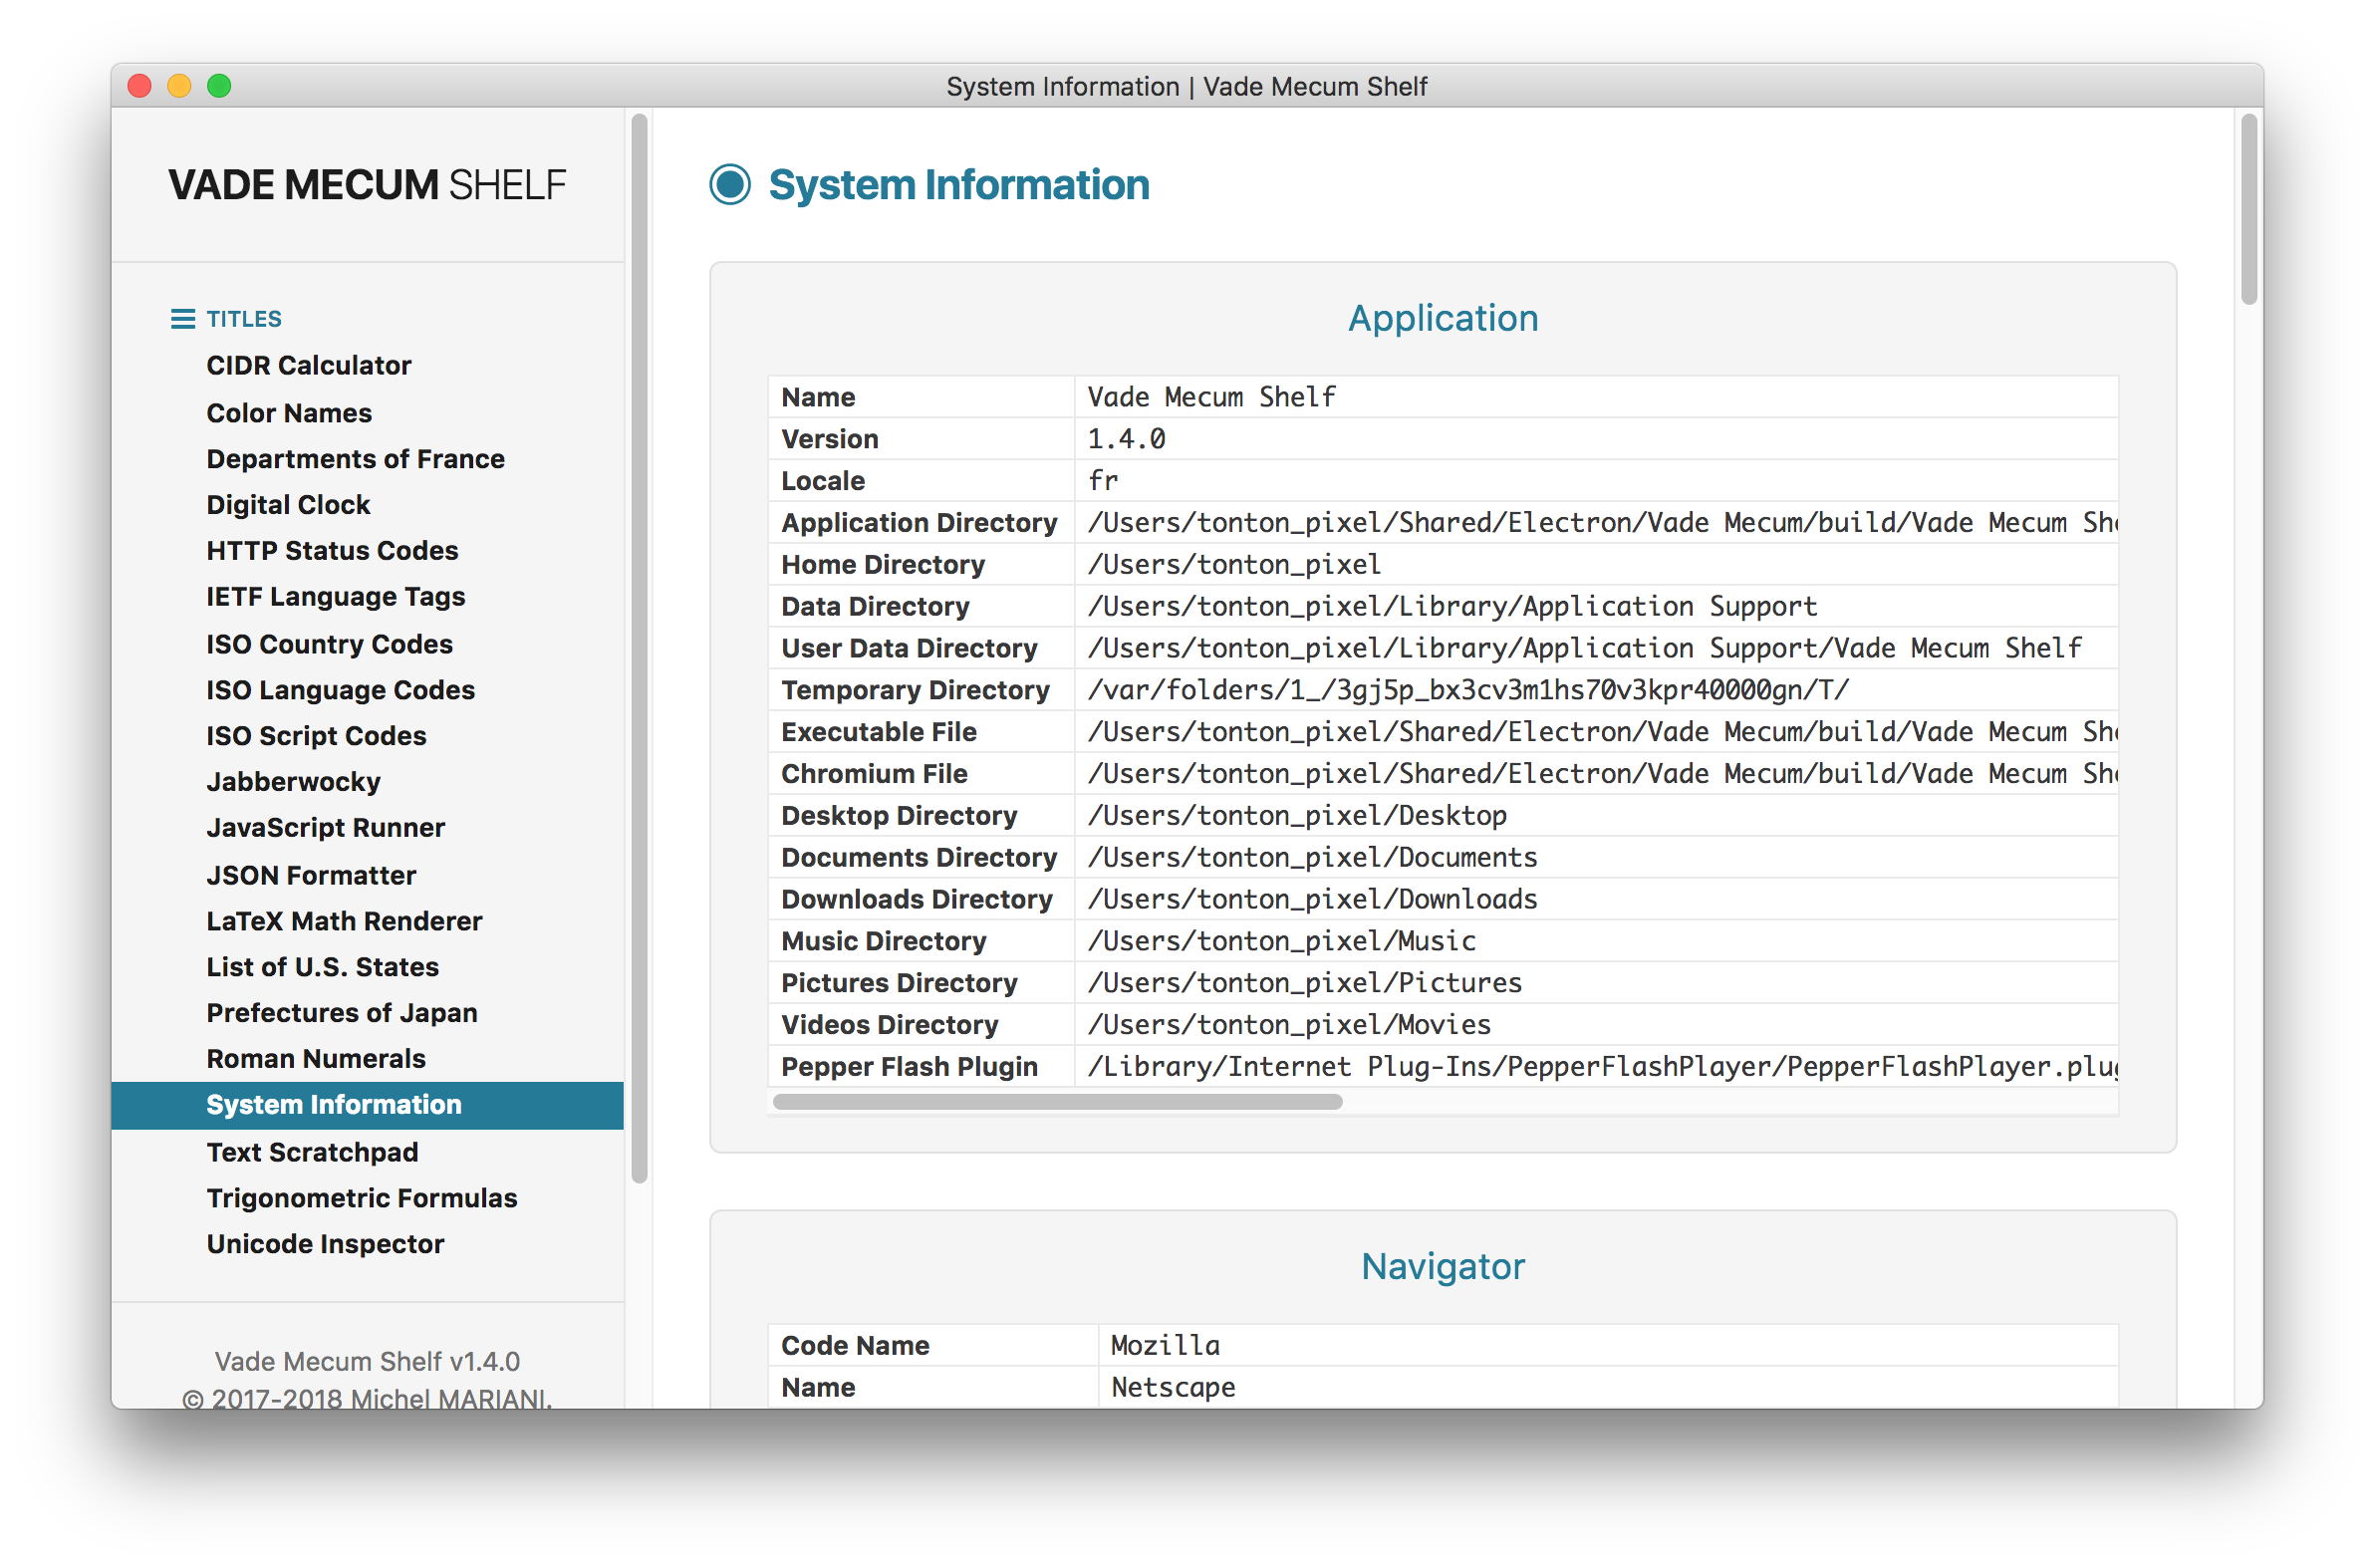 System Information | Vade Mecum Shelf
VADE MECUM SHELF
TITLES
CIDR Calculator
Color Names
Departments of France
Digital Clock
HTTP Status Codes
IETF Language Tags
ISO Country Codes
ISO Language Codes
ISO Script Codes
Jabberwocky
JavaScript Runner
JSON Formatter
LaTeX Math Renderer
List of U.S. States
Prefectures of Japan
Roman Numerals
System Information
Text Scratchpad
Trigonometric Formulas
Unicode Inspector
Vade Mecum Shelf v1.4.0
© 2017-2018 Michel MARIANI.
System Information
Application
Name Vade Mecum Shelf
Version 1.4.0
Locale fr
Application Directory /Users/tonton_pixel/Shared/Electron/Vade Mecum/build/Vade Mecum She
Home Directory /Users/tonton_pixel
Data Directory /Users/tonton_pixel/Library/Application Support
User Data Directory /Users/tonton_pixel/Library/Application Support/Vade Mecum Shelf
Temporary Directory /var/folders/1_/3gj5p_bx3cv3m1hs70v3kpr40000gn/T/
Executable File /Users/tonton_pixel/Shared/Electron/Vade Mecum/build/Vade Mecum She
Chromium File /Users/tonton_pixel/Shared/Electron/Vade Mecum/build/Vade Mecum She
Desktop Directory /Users/tonton_pixel/Desktop
Documents Directory /Users/tonton_pixel/Documents
Downloads Directory /Users/tonton_pixel/Downloads
Music Directory /Users/tonton_pixel/Music
Pictures Directory /Users/tonton_pixel/Pictures
Videos Directory /Users/tonton_pixel/Movies
Pepper Flash Plugin /Library/Internet Plug-Ins/PepperFlashPlayer/PepperFlashPlayer.plug
Navigator
Code Name Mozilla
Name Netscape